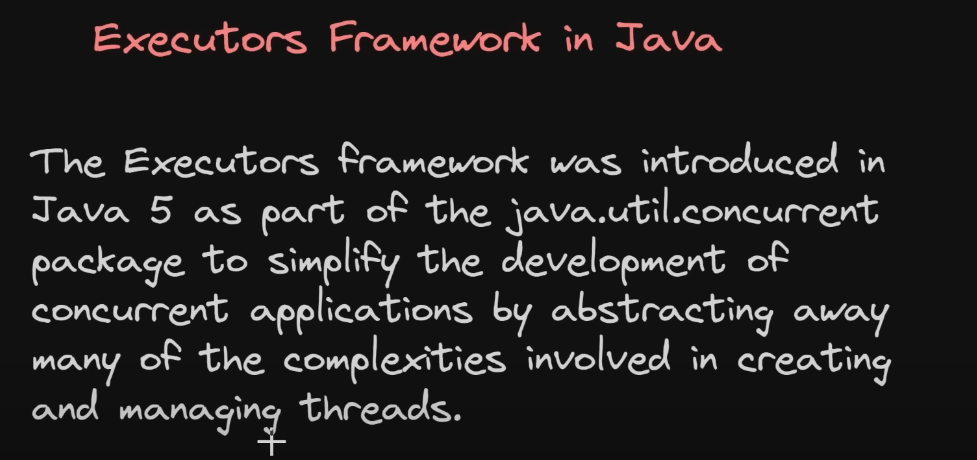 Executors Framework in Java
The Executors framework was introduced in
Java 5 as part of the java.util.concurrent
package to simplify the development of
concurrent applications by abstracting away
many of the complexities involved in creating
and managing threads.